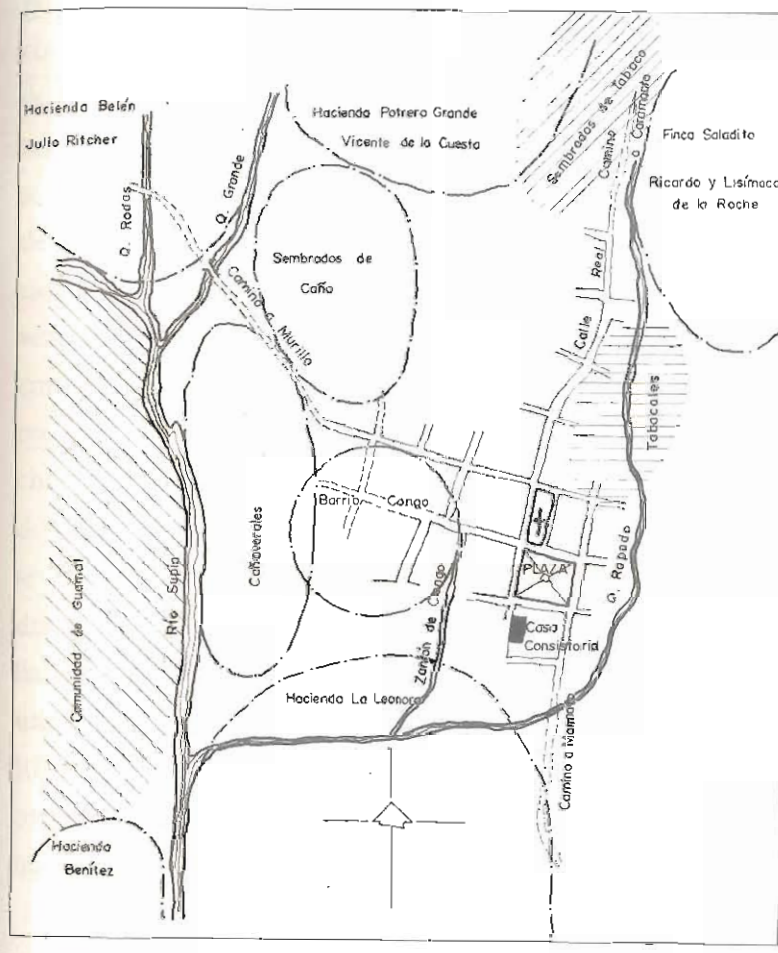 Hacienda Belén
Julio Ritcher
Hacienda Potrero Grande
Vicente de la Cuesta
Sembrados de tabaco
Camino a Caramanta
Finca Saladito
Ricardo y Lisímaco
de la Roche
Q. Rodas
Q. Grande
Sembrados de
Caña
Camino a Murillo
Calle Real
Tabacales
Barrio Congo
Cañaverales
Comunidad de Guamal
Río Supía
Zanjón de Congo
PLAZA
Q. Rapado
Casa
Consistorial
Hacienda La Leonora
Camino a Marmato
Hacienda
Benítez